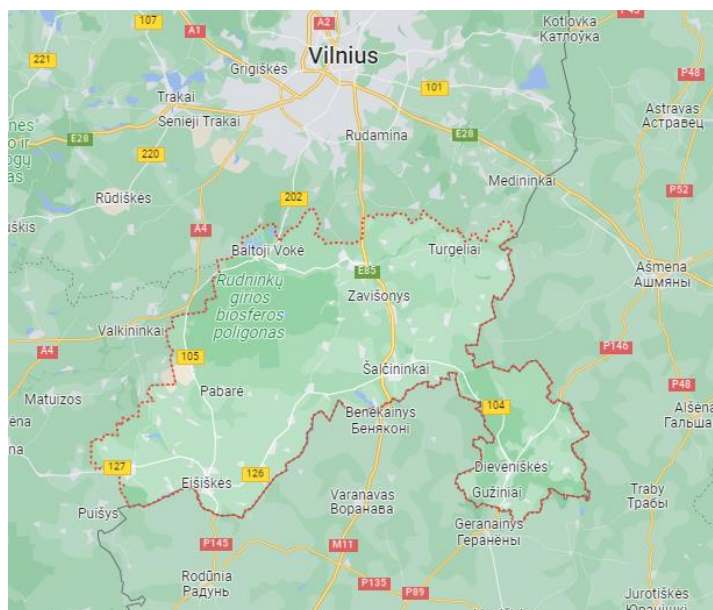 Kotlovka
Катлоўка
107
A1
A2
Vilnius
221
Grigiškės
P48
101
Trakai
Astravas
Астравец
Senieji Trakai
E28
Rudamina
E28
220
Medininkai
P52
Rūdiškės
202
A4
Baltoji Vokė
Turgeliai
Ašmena
Ашмяны
E85
Rudninkų
girios
biosferos
poligonas
Zavišonys
Valkininkai
P146
A4
105
Šalčininkai
P48
Pabarė
Matuizos
Benekainys
Беняконі
104
Alšėna
Гальша
127
126
Eišiškės
Dieveniškės
Gužiniai
Varanavas
Воранава
Traby
Трабы
Puišys
Geranainys
Геранёны
P145
M11
Rodūnia
Радунь
P135
P89
Jurotiškės
Юрацішкі